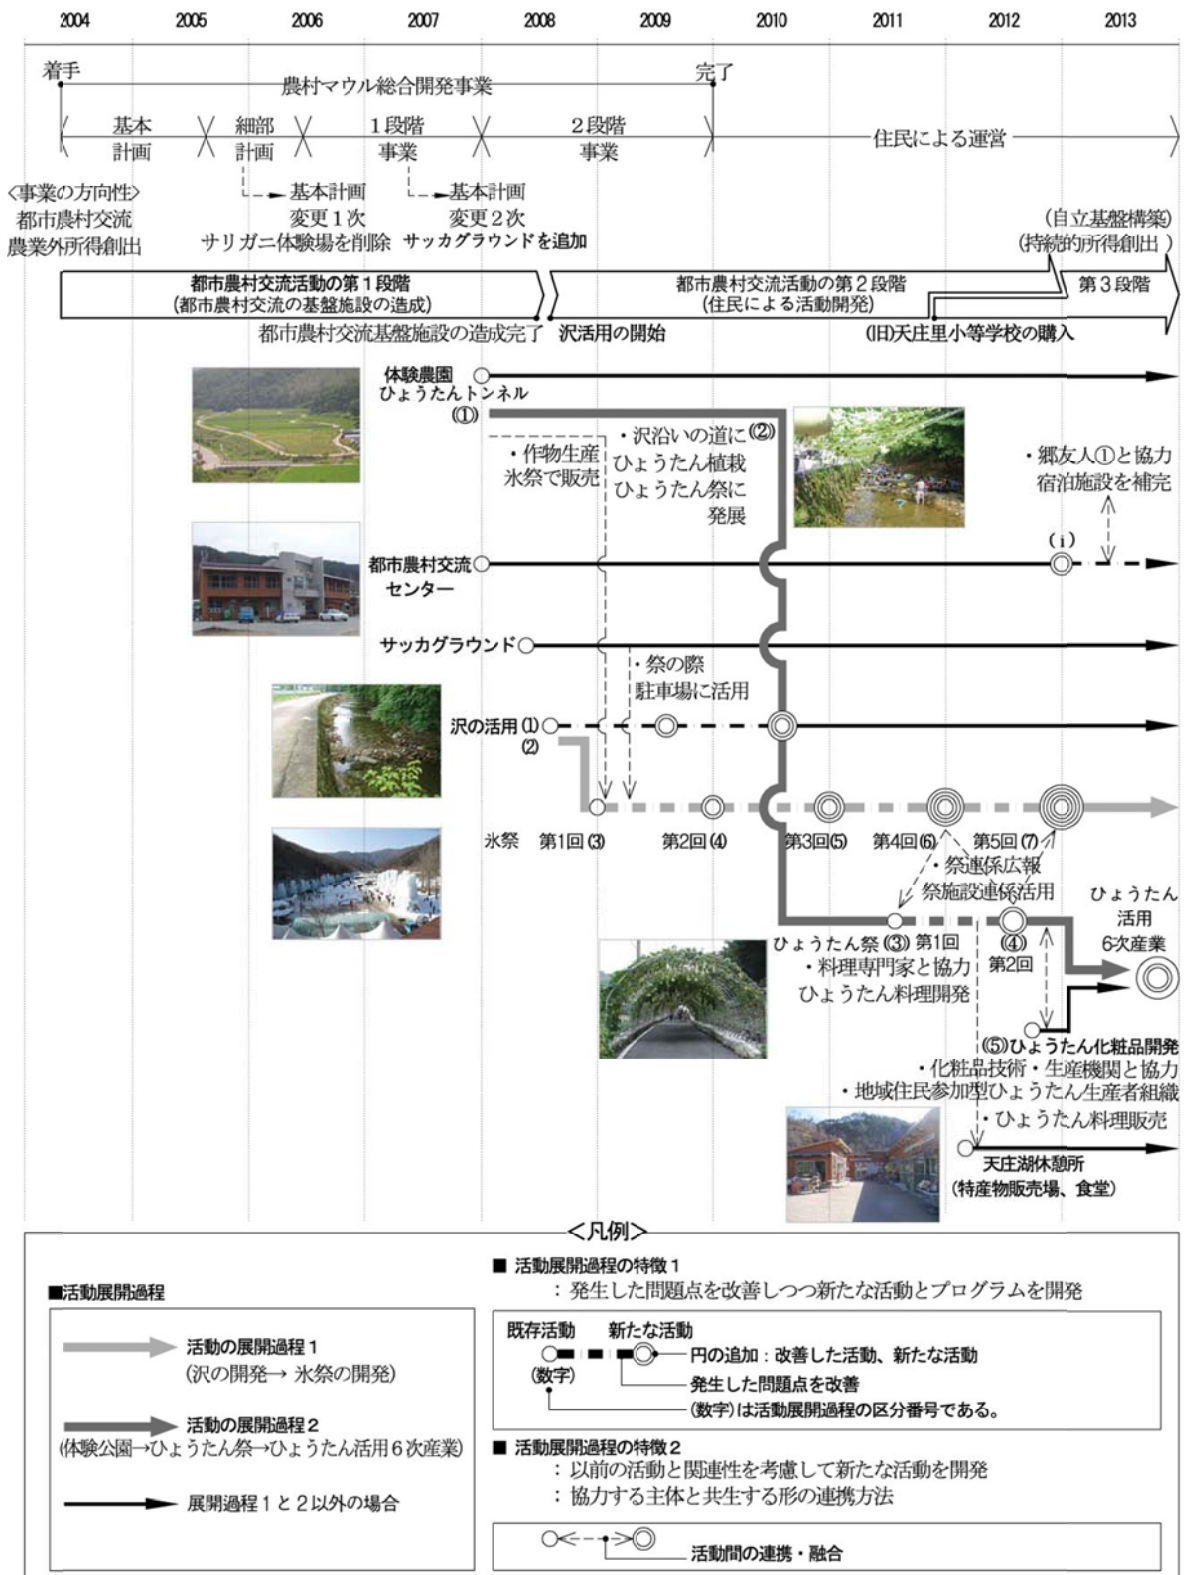 2004 2005 2006 2007 2008 2009 2010 2011 2012 2013
着手
完了
農村マウル総合開発事業
基本
計画
細部
計画
1段階
事業
2段階
事業
住民による運営
<事業の方向性>
都市農村交流
農業外所得創出
基本計画
変更1次
サリガニ体験場を削除
基本計画
変更2次
サッカグラウンドを追加
(自立基盤構築)
(持続的所得創出)
都市農村交流活動の第1段階
(都市農村交流の基盤施設の造成)
都市農村交流活動の第2段階
(住民による活動開発)
第3段階
都市農村交流基盤施設の造成完了
沢活用の開始
(旧)天庄里小等学校の購入
体験農園
ひょうたんトンネル
(①)
・作物生産
氷祭で販売
・沢沿いの道に(②)
ひょうたん植栽
ひょうたん祭に
発展
・郷友人①と協力
宿泊施設を補完
都市農村交流
センター
(i)
サッカグラウンド
・祭の際
駐車場に活用
沢の活用(1)
(2)
氷祭 第1回(3) 第2回(4) 第3回(5) 第4回(6) 第5回(7)
・祭連係広報
祭施設連係活用
ひょうたん
活用
6次産業
ひょうたん祭(③)第1回
(④)
第2回
・料理専門家と協力
ひょうたん料理開発
(⑤)ひょうたん化粧品開発
・化粧品技術・生産機関と協力
・地域住民参加型ひょうたん生産者組織
・ひょうたん料理販売
天庄湖休憩所
(特産物販売場、食堂)
<凡例>
■活動展開過程
活動の展開過程1
(沢の開発→ 氷祭の開発)
活動の展開過程2
(体験公園→ひょうたん祭→ひょうたん活用6次産業)
展開過程1と2以外の場合
■ 活動展開過程の特徴1
：発生した問題点を改善しつつ新たな活動とプログラムを開発
既存活動 新たな活動
(数字)
円の追加：改善した活動、新たな活動
発生した問題点を改善
(数字)は活動展開過程の区分番号である。
■ 活動展開過程の特徴2
：以前の活動と関連性を考慮して新たな活動を開発
：協力する主体と共生する形の連携方法
活動間の連携・融合